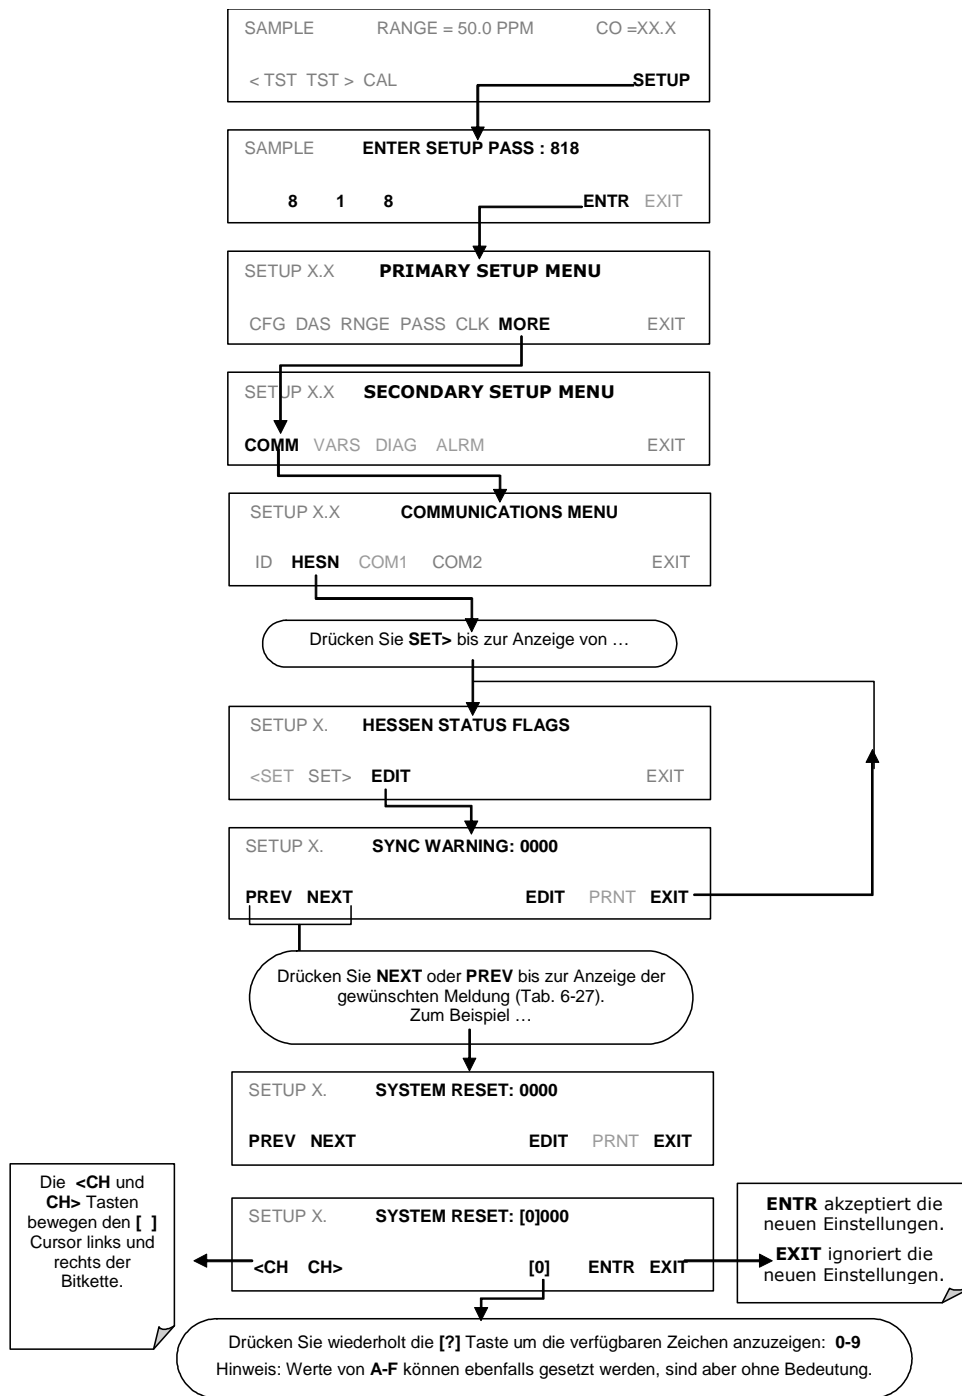 SAMPLE RANGE = 50.0 PPM CO =XX.X
< TST TST > CAL SETUP
SAMPLE ENTER SETUP PASS : 818
8 1 8 ENTR EXIT
SETUP X.X PRIMARY SETUP MENU
CFG DAS RNGE PASS CLK MORE EXIT
SETUP X.X SECONDARY SETUP MENU
COMM VARS DIAG ALRM EXIT
SETUP X.X COMMUNICATIONS MENU
ID HESN COM1 COM2 EXIT
Drücken Sie SET> bis zur Anzeige von …
SETUP X. HESSEN STATUS FLAGS
<SET SET> EDIT EXIT
SETUP X. SYNC WARNING: 0000
PREV NEXT EDIT PRNT EXIT
Drücken Sie NEXT oder PREV bis zur Anzeige der
gewünschten Meldung (Tab. 6-27).
Zum Beispiel …
SETUP X. SYSTEM RESET: 0000
PREV NEXT EDIT PRNT EXIT
Die <CH und
CH> Tasten
bewegen den [ ]
Cursor links und
rechts der
Bitkette.
SETUP X. SYSTEM RESET: [0]000
<CH CH> [0] ENTR EXIT
ENTR akzeptiert die
neuen Einstellungen.
EXIT ignoriert die
neuen Einstellungen.
Drücken Sie wiederholt die [?] Taste um die verfügbaren Zeichen anzuzeigen: 0-9
Hinweis: Werte von A-F können ebenfalls gesetzt werden, sind aber ohne Bedeutung.